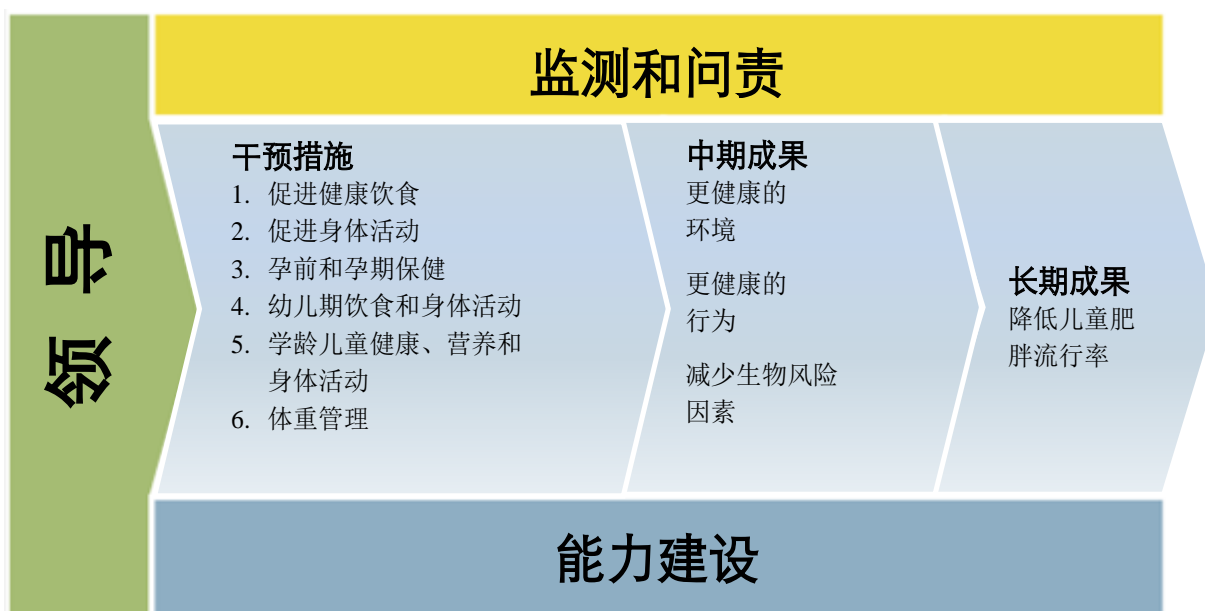 监测和问责
领导
干预措施
1. 促进健康饮食
2. 促进身体活动
3. 孕前和孕期保健
4. 幼儿期饮食和身体活动
5. 学龄儿童健康、营养和
身体活动
6. 体重管理
中期成果
更健康的
环境
更健康的
行为
减少生物风险
因素
长期成果
降低儿童肥
胖流行率
能力建设